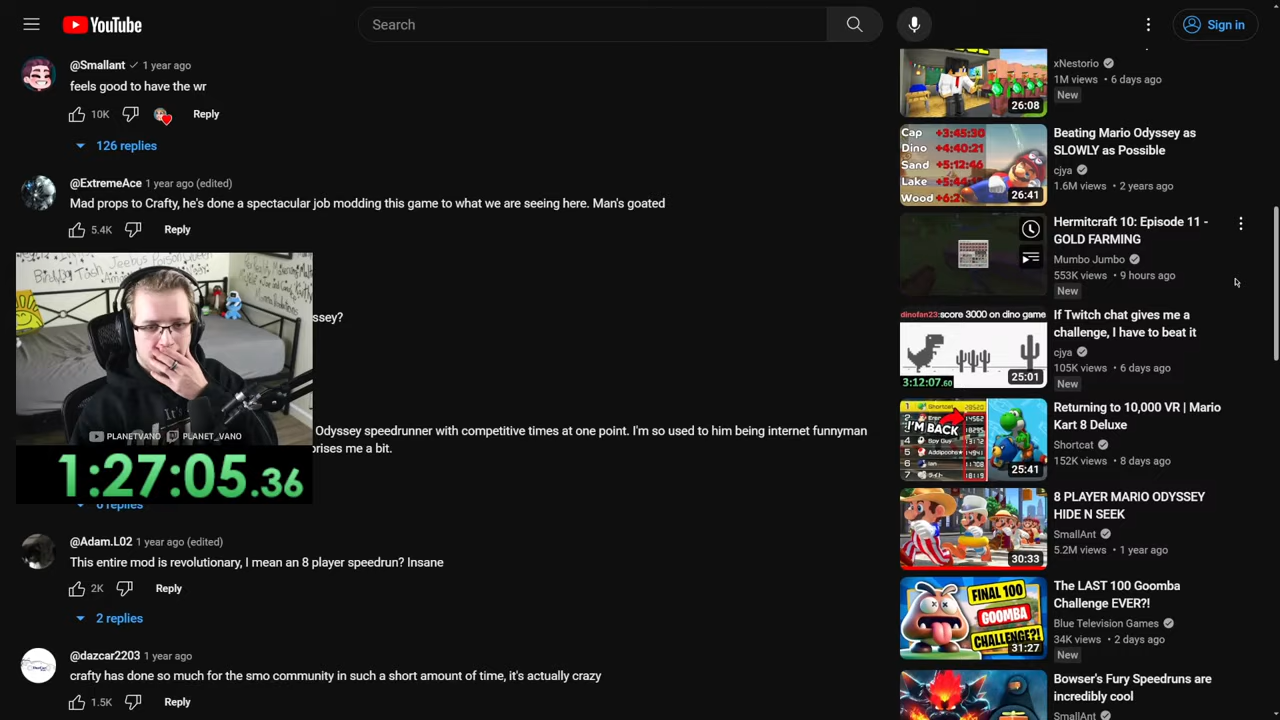 YouTube
Search
Sign in
@Smallant 1 year ago
feels good to have the wr
10K
Reply
126 replies
@ExtremeAce 1 year ago (edited)
Mad props to Crafty, he's done a spectacular job modding this game to what we are seeing here. Man's goated
5.4K
Reply
ssey?
Odyssey speedrunner with competitive times at one point. I'm so used to him being internet funnyman
prises me a bit.
PLANETVANO PLANET_VANO
1:27:05.36
6 replies
@Adam.L02 1 year ago (edited)
This entire mod is revolutionary, I mean an 8 player speedrun? Insane
2K
Reply
2 replies
@dazcar2203 1 year ago
crafty has done so much for the smo community in such a short amount of time, it's actually crazy
1.5K
Reply
26:08
xNestorio
1M views • 6 days ago
New
Cap +3:45:30
Dino +4:40:21
Sand +5:12:46
Lake +5:44:
Wood +6:2
26:41
Beating Mario Odyssey as
SLOWLY as Possible
cjya
1.6M views • 2 years ago
Hermitcraft 10: Episode 11 -
GOLD FARMING
Mumbo Jumbo
553K views • 9 hours ago
New
dinofan23: score 3000 on dino game
3:12:07.60
25:01
If Twitch chat gives me a
challenge, I have to beat it
cjya
105K views • 6 days ago
New
1 Shortcat 28520
I'M BACK
25:41
Returning to 10,000 VR | Mario
Kart 8 Deluxe
Shortcat
152K views • 8 days ago
30:33
8 PLAYER MARIO ODYSSEY
HIDE N SEEK
SmallAnt
5.2M views • 1 year ago
FINAL 100
GOOMBA
CHALLENGE?!
31:27
The LAST 100 Goomba
Challenge EVER?!
Blue Television Games
34K views • 2 days ago
New
Bowser's Fury Speedruns are
incredibly cool
SmallAnt